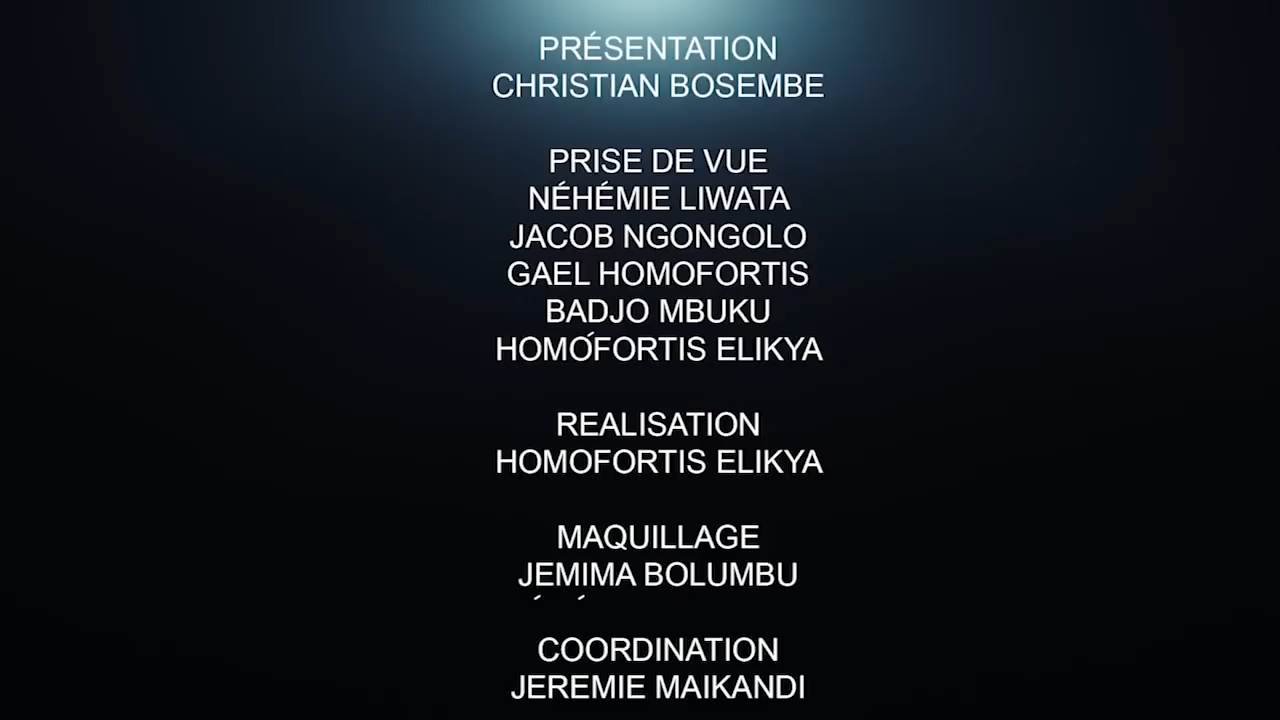 PRÉSENTATION
CHRISTIAN BOSEMBE
PRISE DE VUE
NÉHÉMIE LIWATA
JACOB NGONGOLO
GAEL HOMOFORTIS
BADJO MBUKU
HOMOFORTIS ELIKYA
REALISATION
HOMOFORTIS ELIKYA
MAQUILLAGE
JEMIMA BOLUMBU
COORDINATION
JEREMIE MAIKANDI